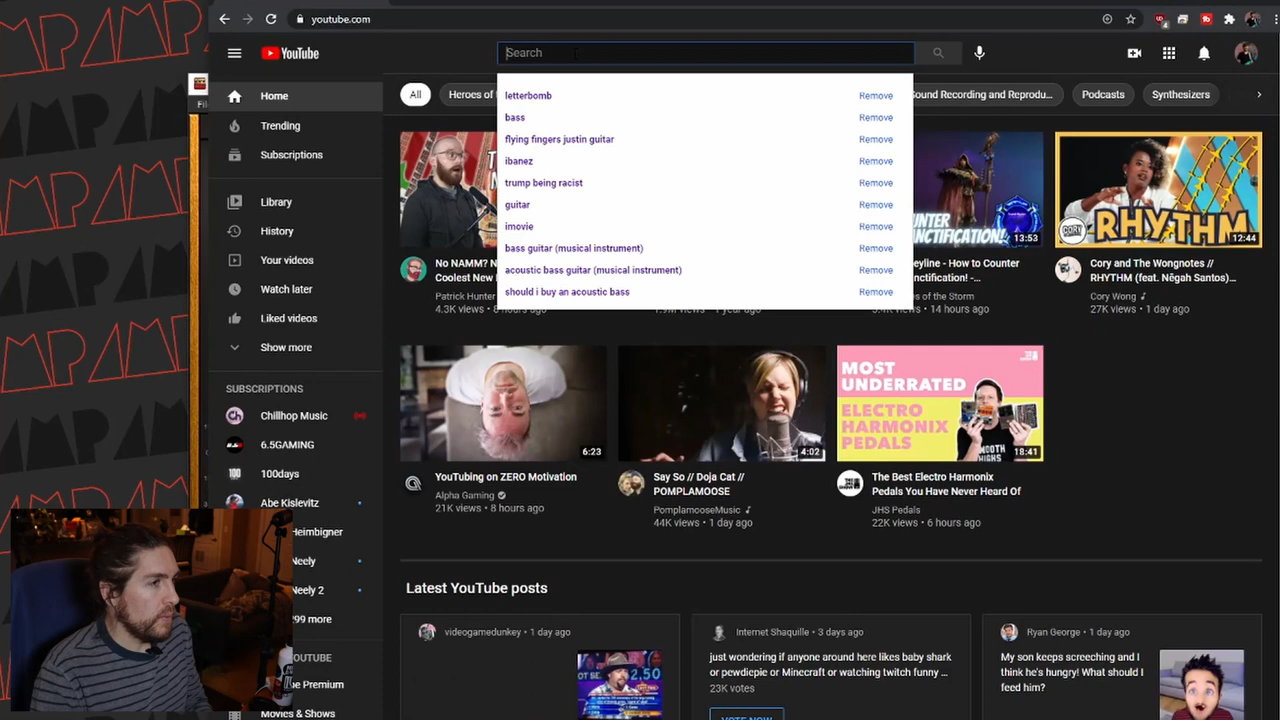 youtube.com
YouTube
Search
letterbomb Remove
bass Remove
flying fingers justin guitar Remove
ibanez Remove
trump being racist Remove
guitar Remove
imovie Remove
bass guitar (musical instrument) Remove
acoustic bass guitar (musical instrument) Remove
should i buy an acoustic bass Remove
All
Heroes of
Sound Recording and Reprodu...
Podcasts
Synthesizers
Home
Trending
Subscriptions
Library
History
Your videos
Watch later
Liked videos
Show more
SUBSCRIPTIONS
Chillhop Music
6.5GAMING
100days
Abe Kislevitz
Heimbigner
Neely
Neely 2
Movies & Shows
13:53
RHYTHM
CORY
12:44
No NAMM? N
Coolest New
Patrick Hunter
4.3K views • 8 hours ago
1.9M views • 1 year ago
eyline - How to Counter
anctification! -...
es of the Storm
3.4K views • 14 hours ago
Cory and The Wongnotes //
RHYTHM (feat. Nêgah Santos)...
Cory Wong
27K views • 1 day ago
6:23
4:02
MOST
UNDERRATED
ELECTRO
HARMONIX
PEDALS
18:41
YouTubing on ZERO Motivation
Alpha Gaming
21K views • 8 hours ago
Say So // Doja Cat //
POMPLAMOOSE
PomplamooseMusic
44K views • 1 day ago
The Best Electro Harmonix
Pedals You Have Never Heard Of
JHS Pedals
22K views • 6 hours ago
Latest YouTube posts
videogamedunkey • 1 day ago
Internet Shaquille • 3 days ago
just wondering if anyone around here likes baby shark
or pewdiepie or Minecraft or watching twitch funny ...
23K votes
VOTE NOW
Ryan George • 1 day ago
My son keeps screeching and I
think he's hungry! What should I
feed him?